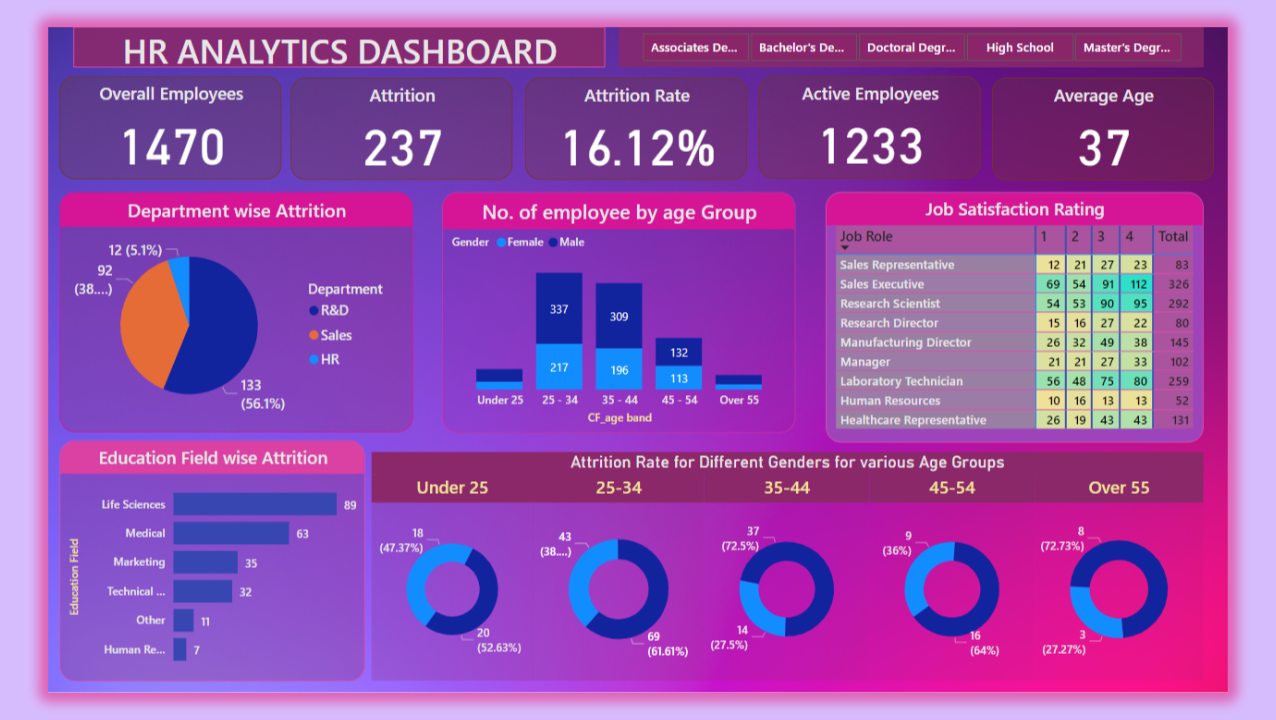 HR ANALYTICS DASHBOARD
Associates De... Bachelor's De... Doctoral Degr... High School Master's Degr...
Overall Employees
1470
Attrition
237
Attrition Rate
16.12%
Active Employees
1233
Average Age
37
Department wise Attrition
12 (5.1%)
92
(38....)
133
(56.1%)
Department
R&D
Sales
HR
No. of employee by age Group
Gender Female Male
337
309
132
217
196
113
Under 25 25 - 34 35 - 44 45 - 54 Over 55
CF_age band
Job Satisfaction Rating
Job Role 1 2 3 4 Total
Sales Representative 12 21 27 23 83
Sales Executive 69 54 91 112 326
Research Scientist 54 53 90 95 292
Research Director 15 16 27 22 80
Manufacturing Director 26 32 49 38 145
Manager 21 21 27 33 102
Laboratory Technician 56 48 75 80 259
Human Resources 10 16 13 13 52
Healthcare Representative 26 19 43 43 131
Education Field wise Attrition
Education Field
Life Sciences 89
Medical 63
Marketing 35
Technical ... 32
Other 11
Human Re... 7
Attrition Rate for Different Genders for various Age Groups
Under 25 25-34 35-44 45-54 Over 55
18
(47.37%)
20
(52.63%)
43
(38....)
69
(61.61%)
37
(72.5%)
14
(27.5%)
9
(36%)
16
(64%)
8
(72.73%)
3
(27.27%)